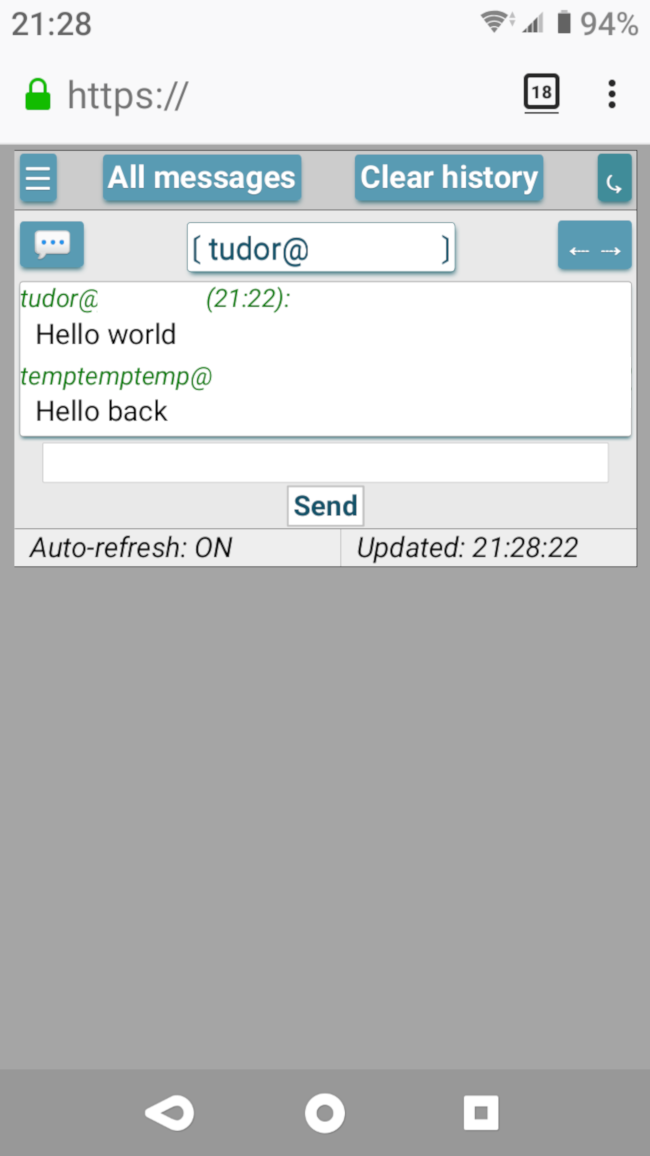 21:28 94%
https:// 18
All messages Clear history
[ tudor@ ]
tudor@ (21:22):
Hello world
temptemptemp@
Hello back
Send
Auto-refresh: ON Updated: 21:28:22